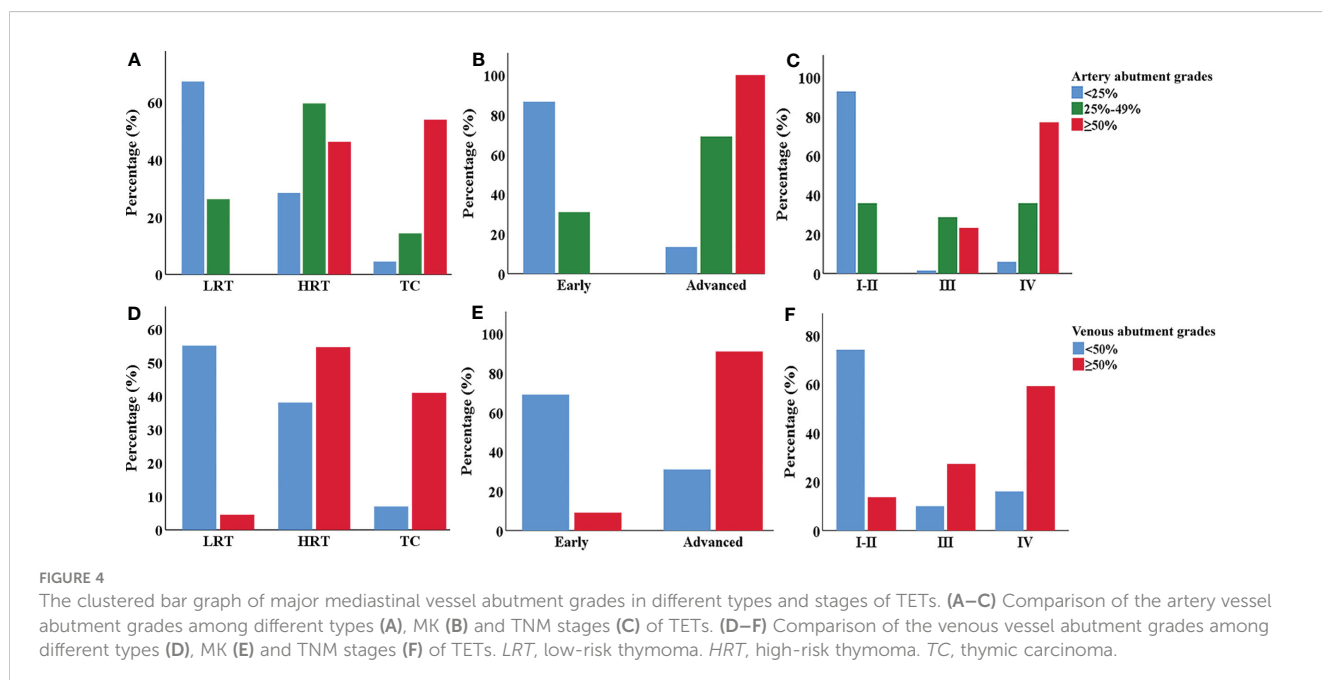 A
Percentage (%)
60
40
20
0
LRT
HRT
TC
B
Percentage (%)
100
80
60
40
20
0
Early
Advanced
C
Percentage (%)
100
80
60
40
20
0
I-II
III
IV
Artery abutment grades
<25%
25%-49%
≥50%
D
Percentage (%)
60
50
40
30
20
10
0
LRT
HRT
TC
E
Percentage (%)
100
80
60
40
20
0
Early
Advanced
F
Percentage (%)
80
60
40
20
0
I-II
III
IV
Venous abutment grades
<50%
≥50%
FIGURE 4
The clustered bar graph of major mediastinal vessel abutment grades in different types and stages of TETs. (A–C) Comparison of the artery vessel
abutment grades among different types (A), MK (B) and TNM stages (C) of TETs. (D–F) Comparison of the venous vessel abutment grades among
different types (D), MK (E) and TNM stages (F) of TETs. LRT, low-risk thymoma. HRT, high-risk thymoma. TC, thymic carcinoma.